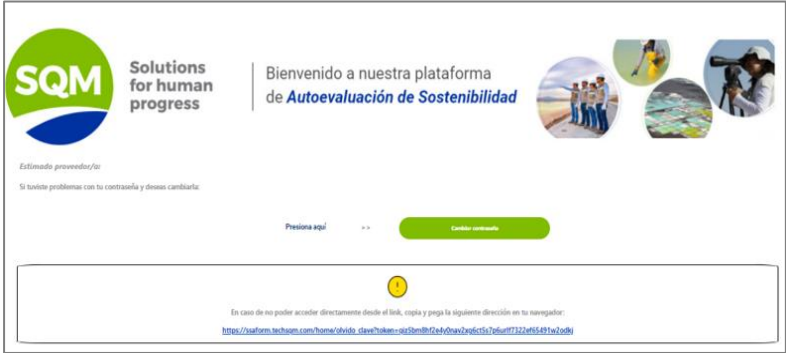 SQM
Solutions
for human
progress
Bienvenido a nuestra plataforma
de Autoevaluación de Sostenibilidad
Estimado proveedor/a:
Si tuviste problemas con tu contraseña y deseas cambiarla:
Presiona aquí >> Cambiar contraseña
!
En caso de no poder acceder directamente desde el link, copia y pega la siguiente dirección en tu navegador: